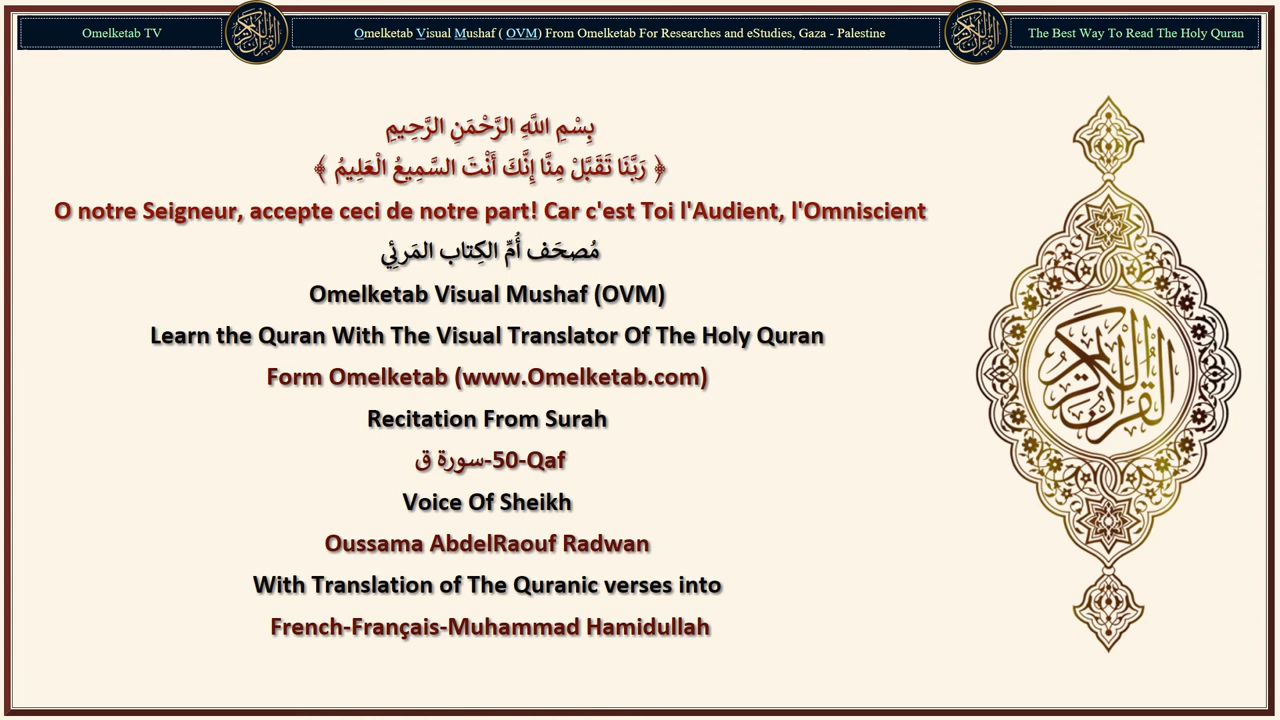 Omelketab TV
Omelketab Visual Mushaf ( OVM) From Omelketab For Researches and eStudies, Gaza - Palestine
The Best Way To Read The Holy Quran
بِسْمِ اللَّهِ الرَّحْمَنِ الرَّحِيمِ
﴿ رَبَّنَا تَقَبَّلْ مِنَّا إِنَّكَ أَنْتَ السَّمِيعُ الْعَلِيمُ ﴾
O notre Seigneur, accepte ceci de notre part! Car c'est Toi l'Audient, l'Omniscient
مُصحَف أُمِّ الكِتاب المَرئِي
Omelketab Visual Mushaf (OVM)
Learn the Quran With The Visual Translator Of The Holy Quran
Form Omelketab (www.Omelketab.com)
Recitation From Surah
سورة ق-50-Qaf
Voice Of Sheikh
Oussama AbdelRaouf Radwan
With Translation of The Quranic verses into
French-Français-Muhammad Hamidullah
القرآن الكريم